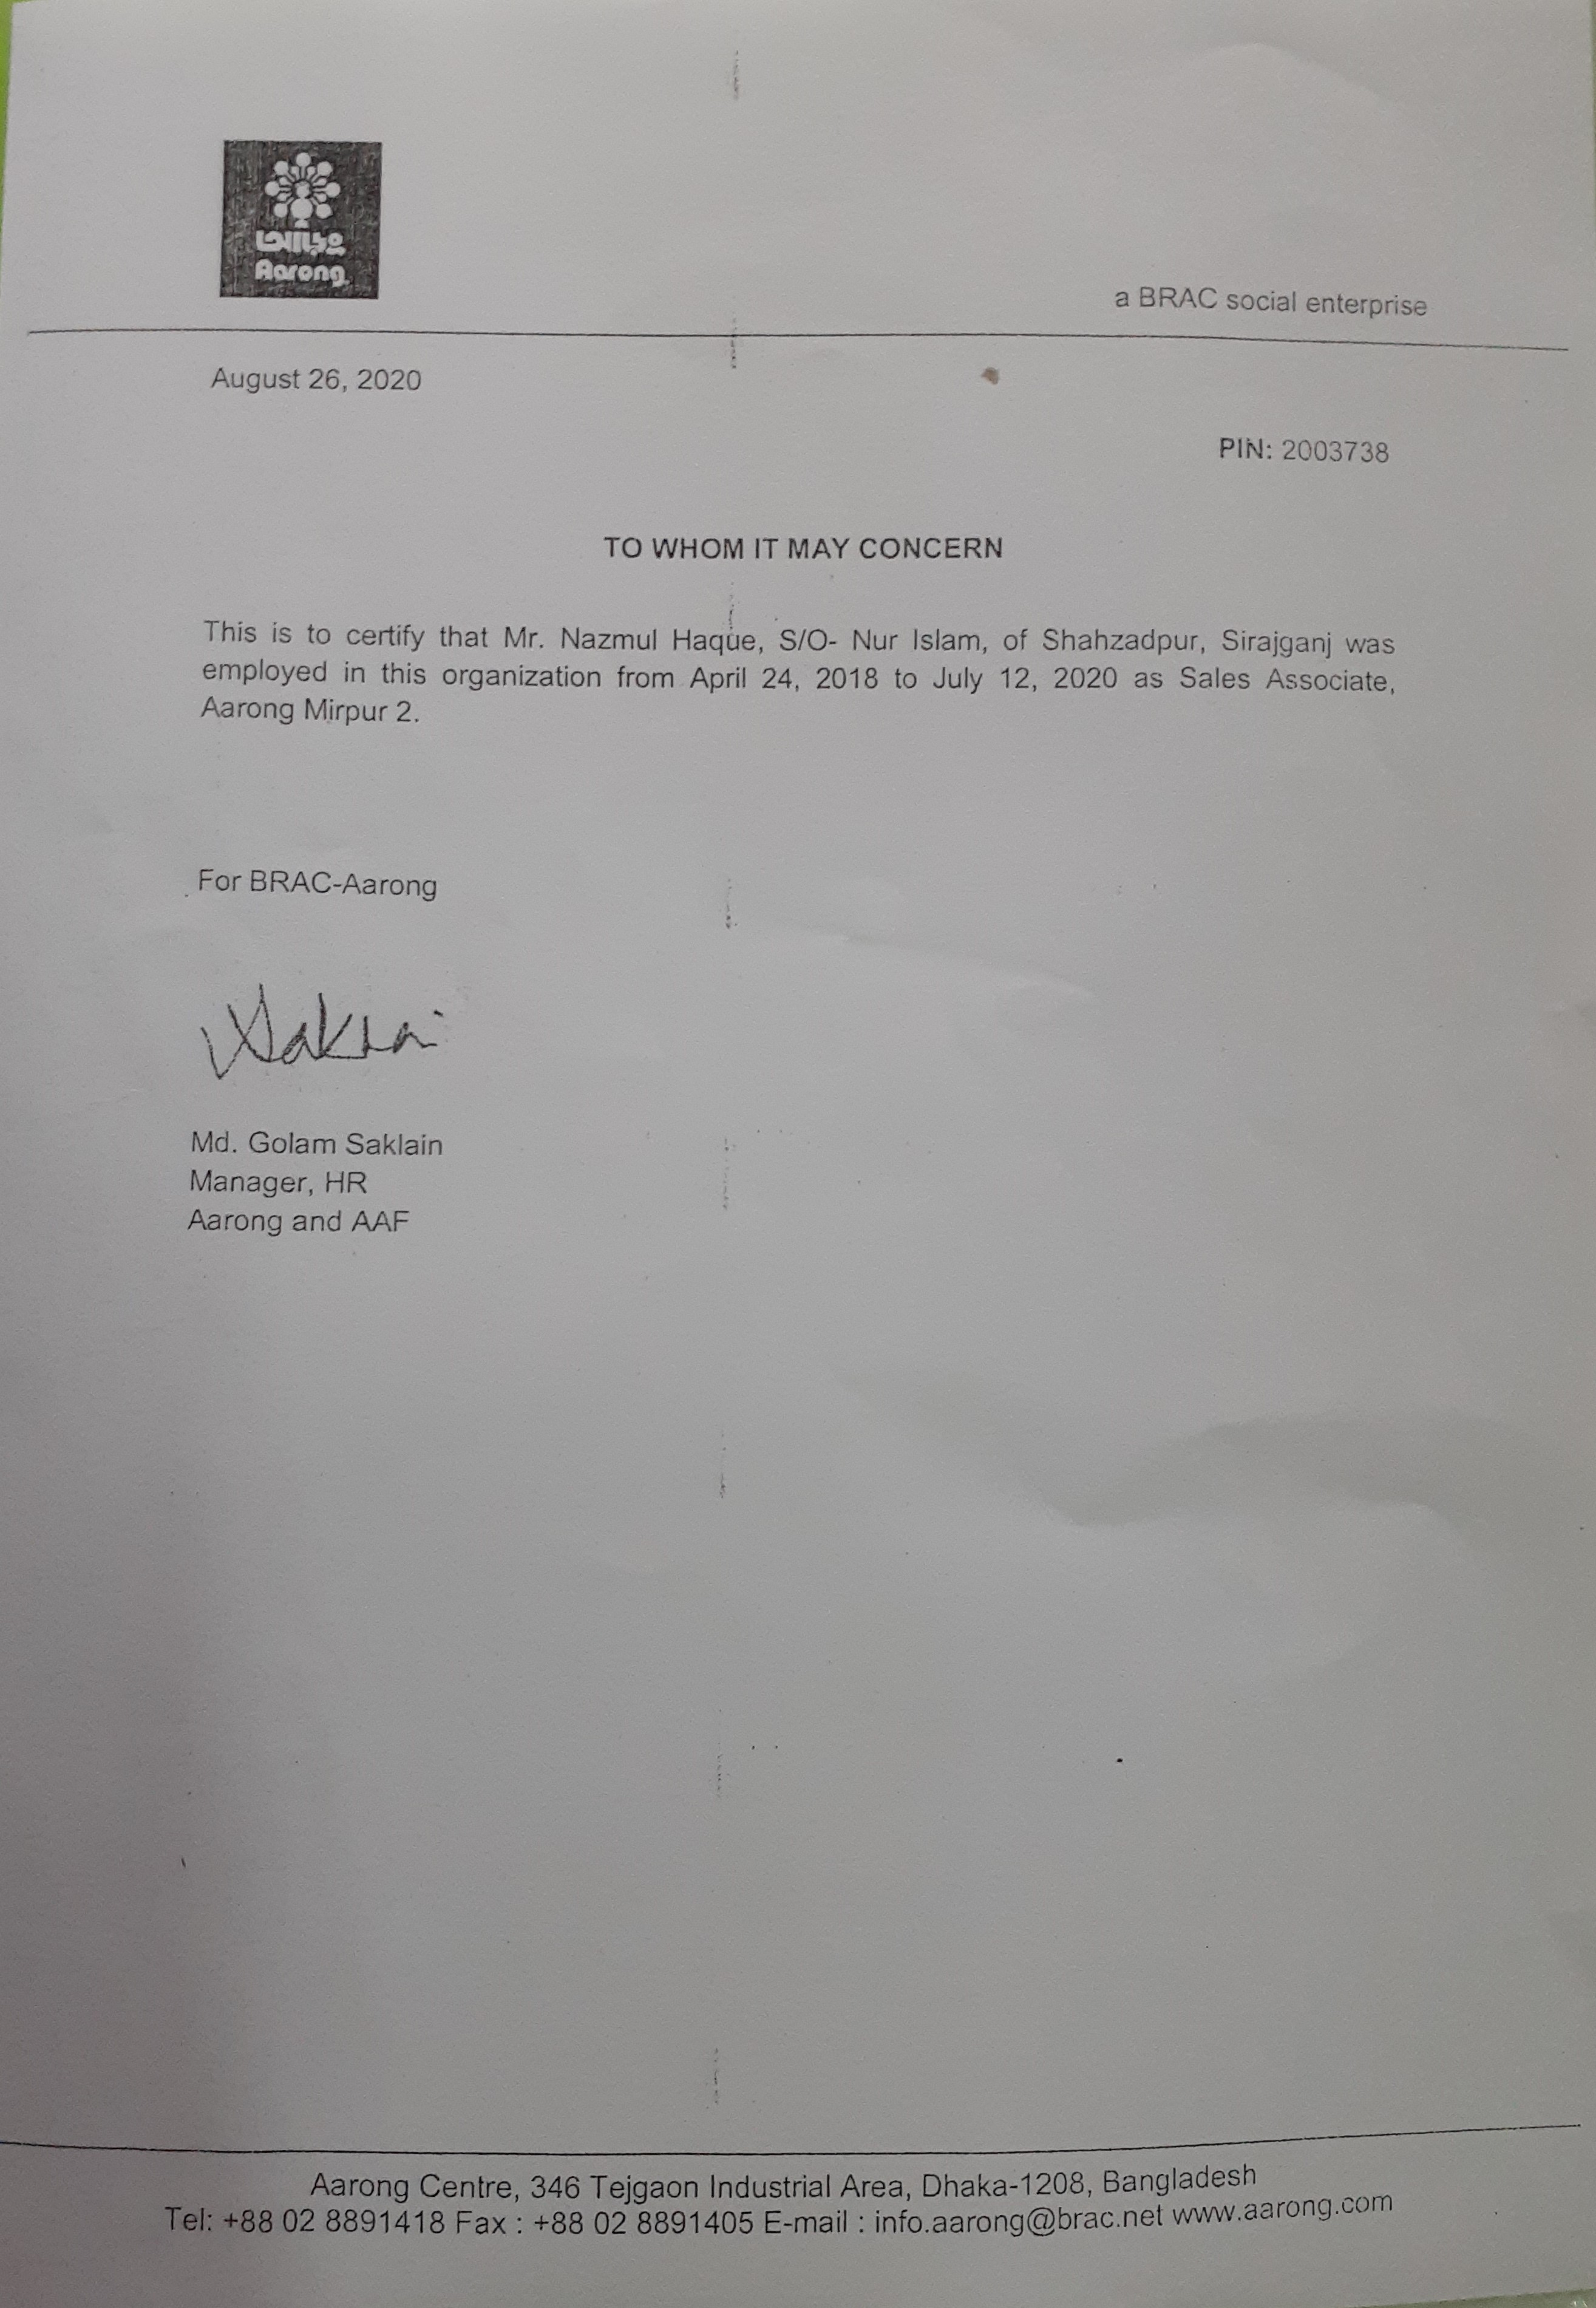 আড়ং
Aarong
a BRAC social enterprise
August 26, 2020
PIN: 2003738
TO WHOM IT MAY CONCERN
This is to certify that Mr. Nazmul Haque, S/O- Nur Islam, of Shahzadpur, Sirajganj was
employed in this organization from April 24, 2018 to July 12, 2020 as Sales Associate,
Aarong Mirpur 2.
For BRAC-Aarong
Md. Golam Saklain
Manager, HR
Aarong and AAF
Aarong Centre, 346 Tejgaon Industrial Area, Dhaka-1208, Bangladesh
Tel: +88 02 8891418 Fax : +88 02 8891405 E-mail : info.aarong@brac.net www.aarong.com